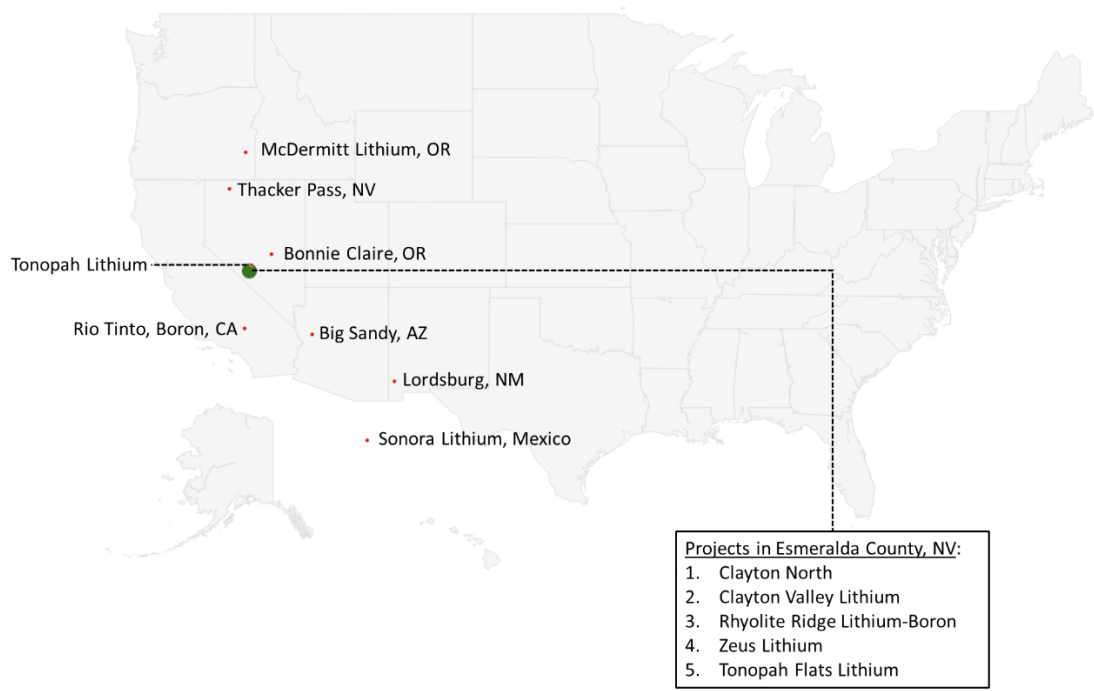 McDermitt Lithium, OR
Thacker Pass, NV
Bonnie Claire, OR
Tonopah Lithium
Rio Tinto, Boron, CA
Big Sandy, AZ
Lordsburg, NM
Sonora Lithium, Mexico
Projects in Esmeralda County, NV:
1. Clayton North
2. Clayton Valley Lithium
3. Rhyolite Ridge Lithium-Boron
4. Zeus Lithium
5. Tonopah Flats Lithium